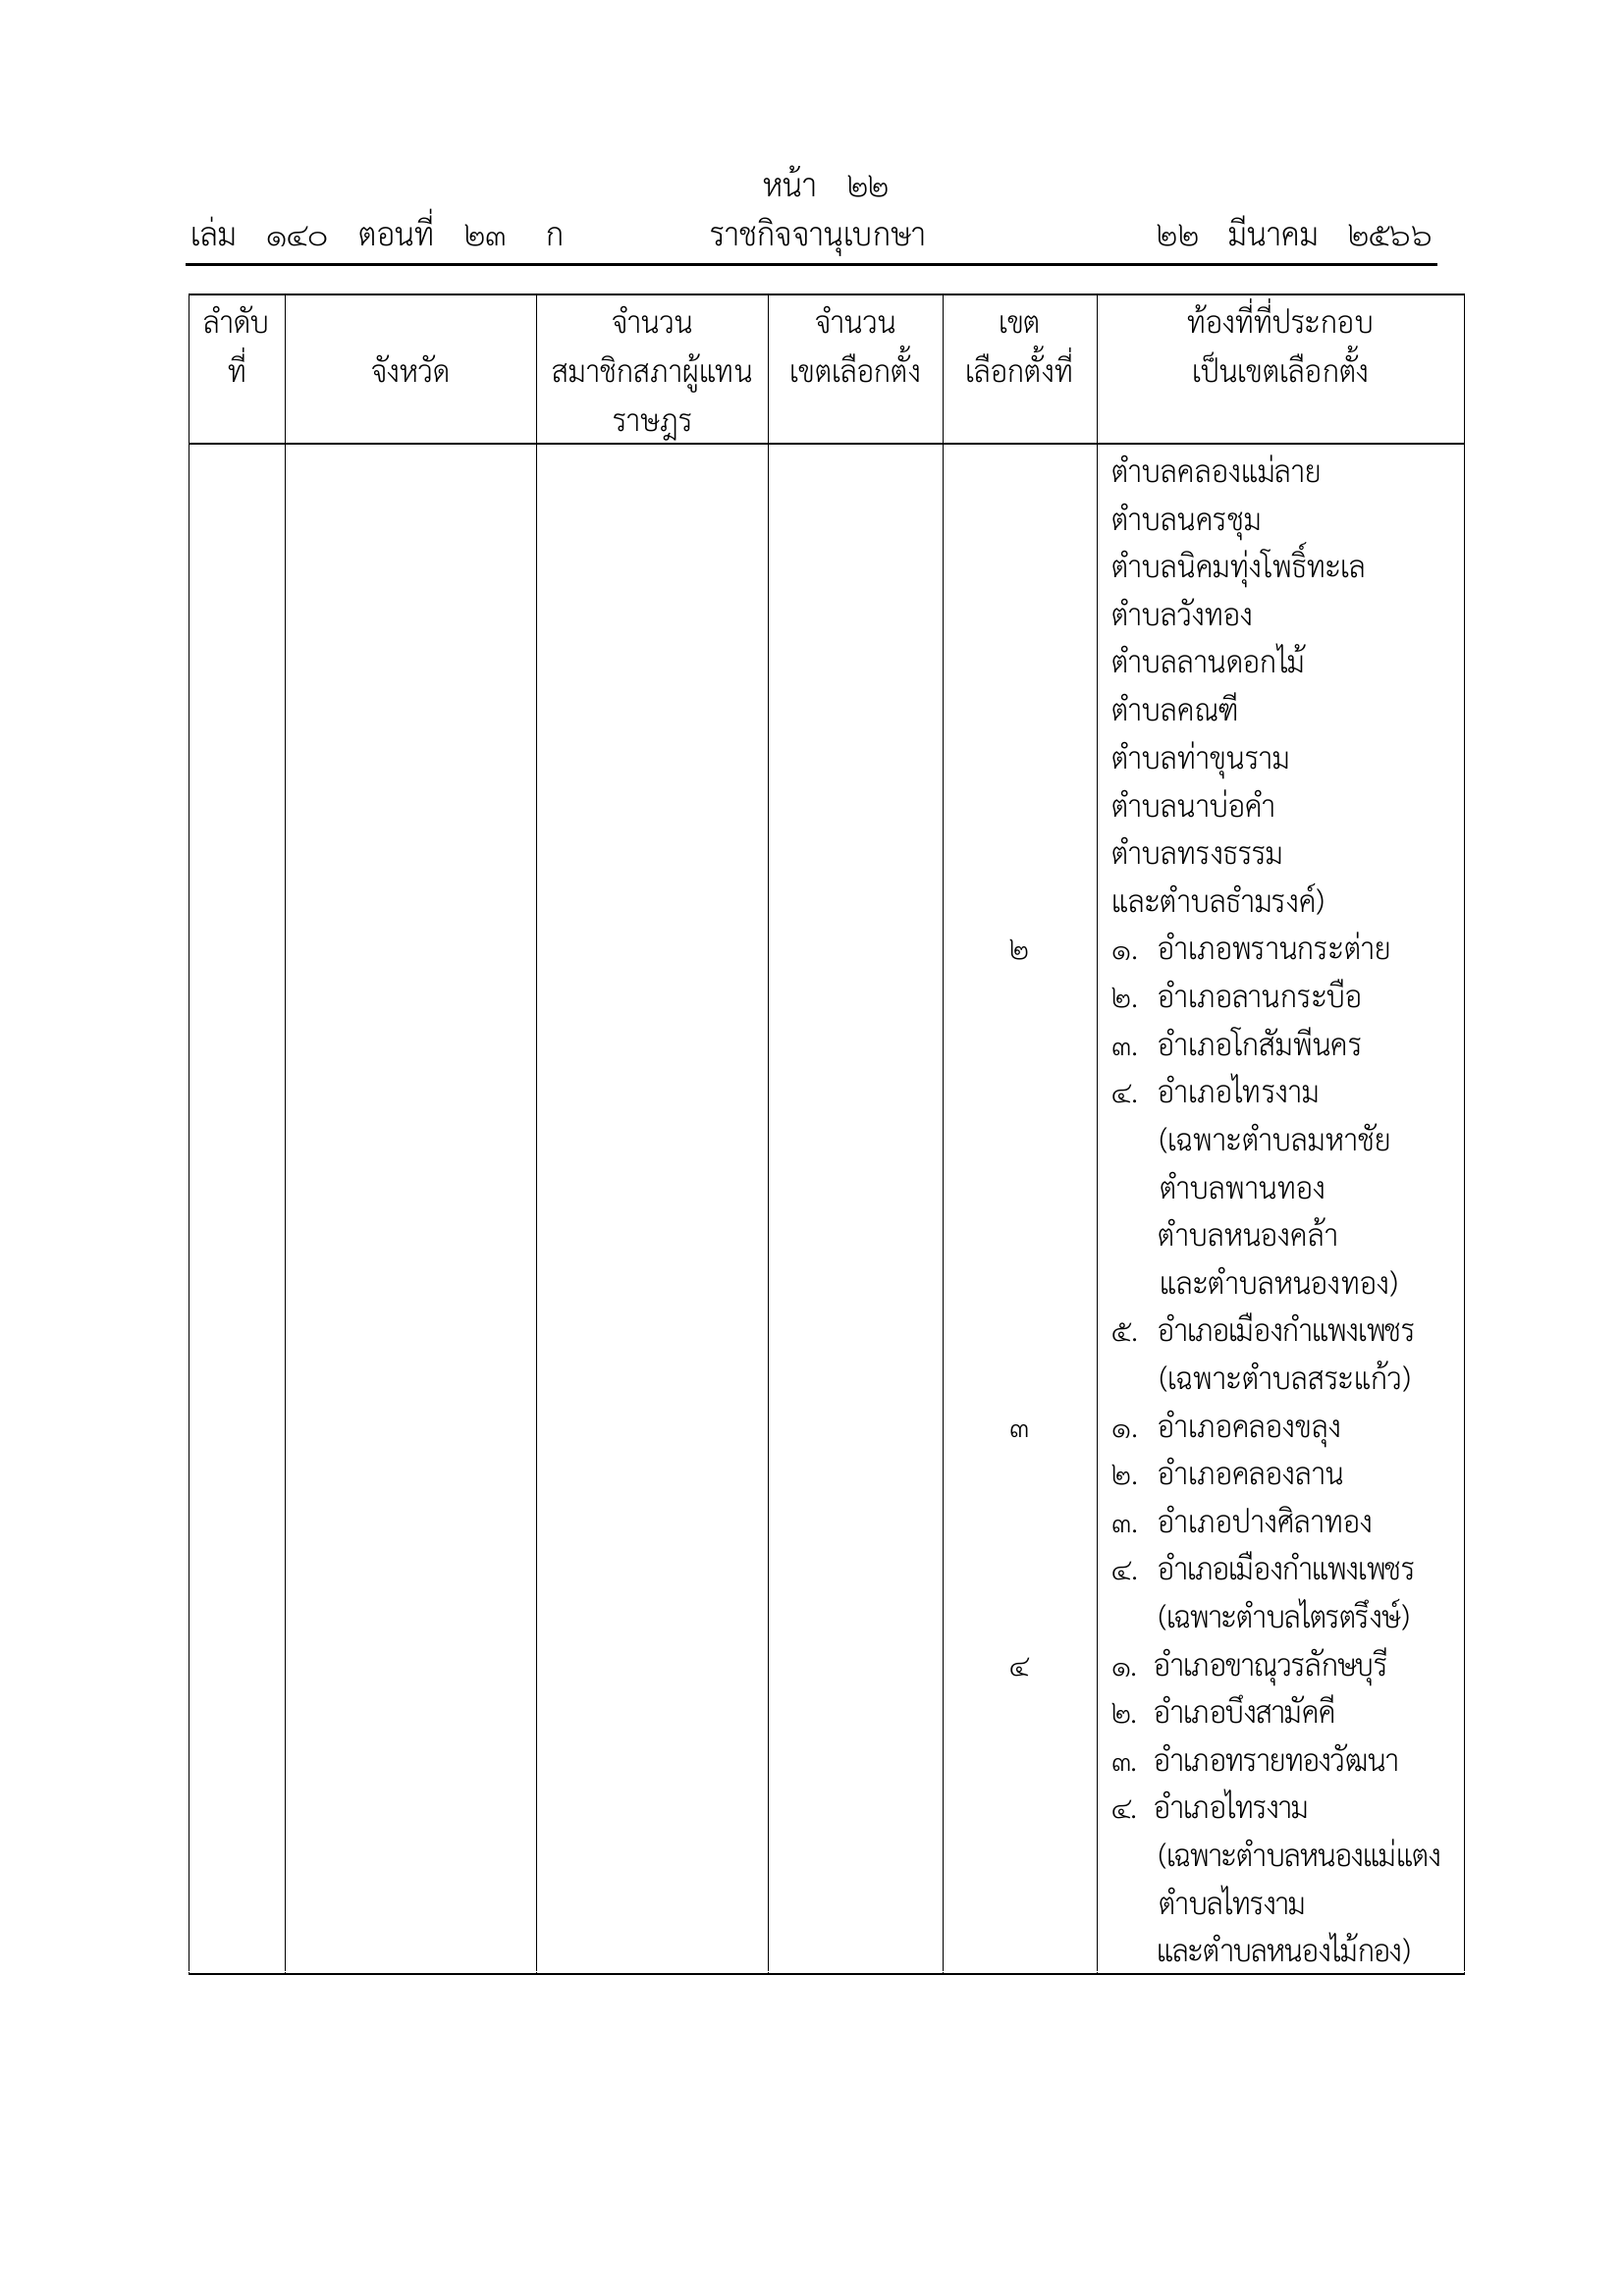 หน้า ๒๒
เล่ม ๑๔๐ ตอนที่ ๒๓ ก ราชกิจจานุเบกษา ๒๒ มีนาคม ๒๕๖๖
ลำดับ จำนวน จำนวน เขต ท้องที่ที่ประกอบ
ที่ จังหวัด สมาชิกสภาผู้แทน เขตเลือกตั้ง เลือกตั้งที่ เป็นเขตเลือกตั้ง
ราษฎร
ตำบลคลองแม่ลาย
ตำบลนครชุม
ตำบลนิคมทุ่งโพธิ์ทะเล
ตำบลวังทอง
ตำบลลานดอกไม้
ตำบลคณฑี
ตำบลท่าขุนราม
ตำบลนาบ่อคำ
ตำบลทรงธรรม
และตำบลธำมรงค์)
๒ ๑. อำเภอพรานกระต่าย
๒. อำเภอลานกระบือ
๓. อำเภอโกสัมพีนคร
๔. อำเภอไทรงาม
(เฉพาะตำบลมหาชัย
ตำบลพานทอง
ตำบลหนองคล้า
และตำบลหนองทอง)
๕. อำเภอเมืองกำแพงเพชร
(เฉพาะตำบลสระแก้ว)
๓ ๑. อำเภอคลองขลุง
๒. อำเภอคลองลาน
๓. อำเภอปางศิลาทอง
๔. อำเภอเมืองกำแพงเพชร
(เฉพาะตำบลไตรตรึงษ์)
๔ ๑. อำเภอขาณุวรลักษบุรี
๒. อำเภอบึงสามัคคี
๓. อำเภอทรายทองวัฒนา
๔. อำเภอไทรงาม
(เฉพาะตำบลหนองแม่แตง
ตำบลไทรงาม
และตำบลหนองไม้กอง)